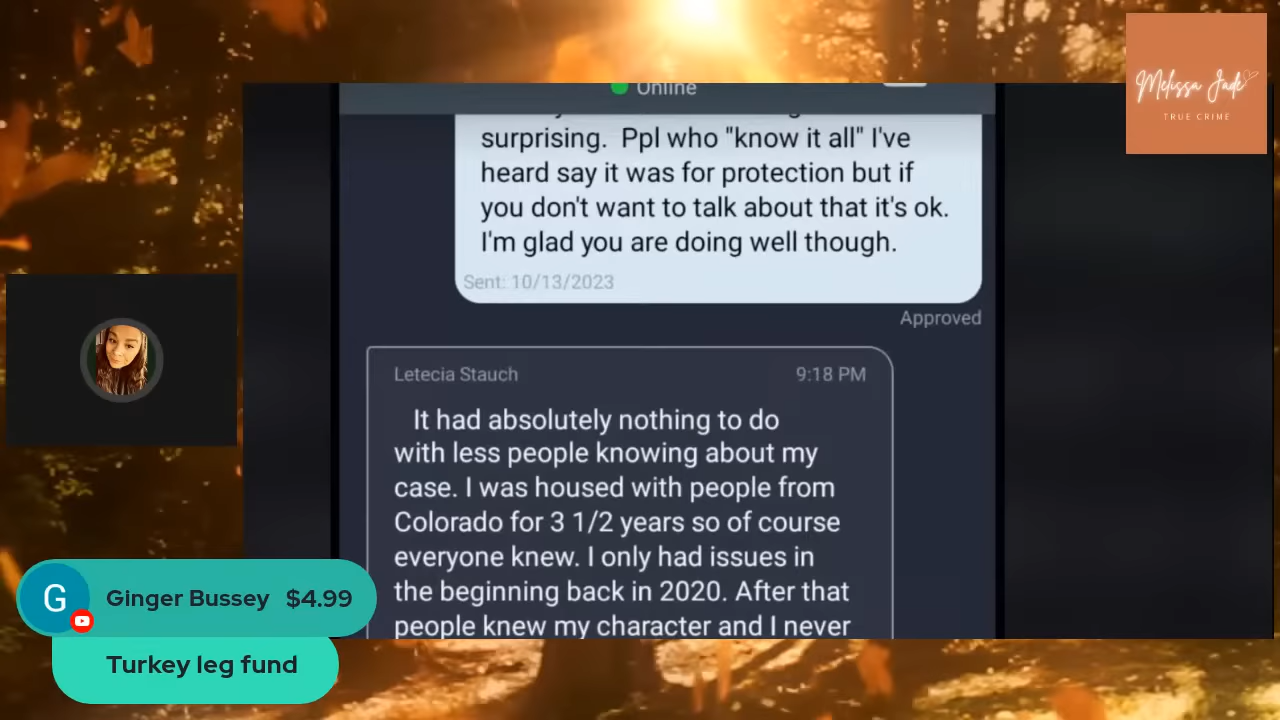 Online
surprising.  Ppl who "know it all" I've
heard say it was for protection but if
you don't want to talk about that it's ok.
I'm glad you are doing well though.
Sent: 10/13/2023
Approved
Letecia Stauch
9:18 PM
It had absolutely nothing to do
with less people knowing about my
case. I was housed with people from
Colorado for 3 1/2 years so of course
everyone knew. I only had issues in
the beginning back in 2020. After that
people knew my character and I never
Melissa Jade
TRUE CRIME
G
Ginger Bussey $4.99
Turkey leg fund